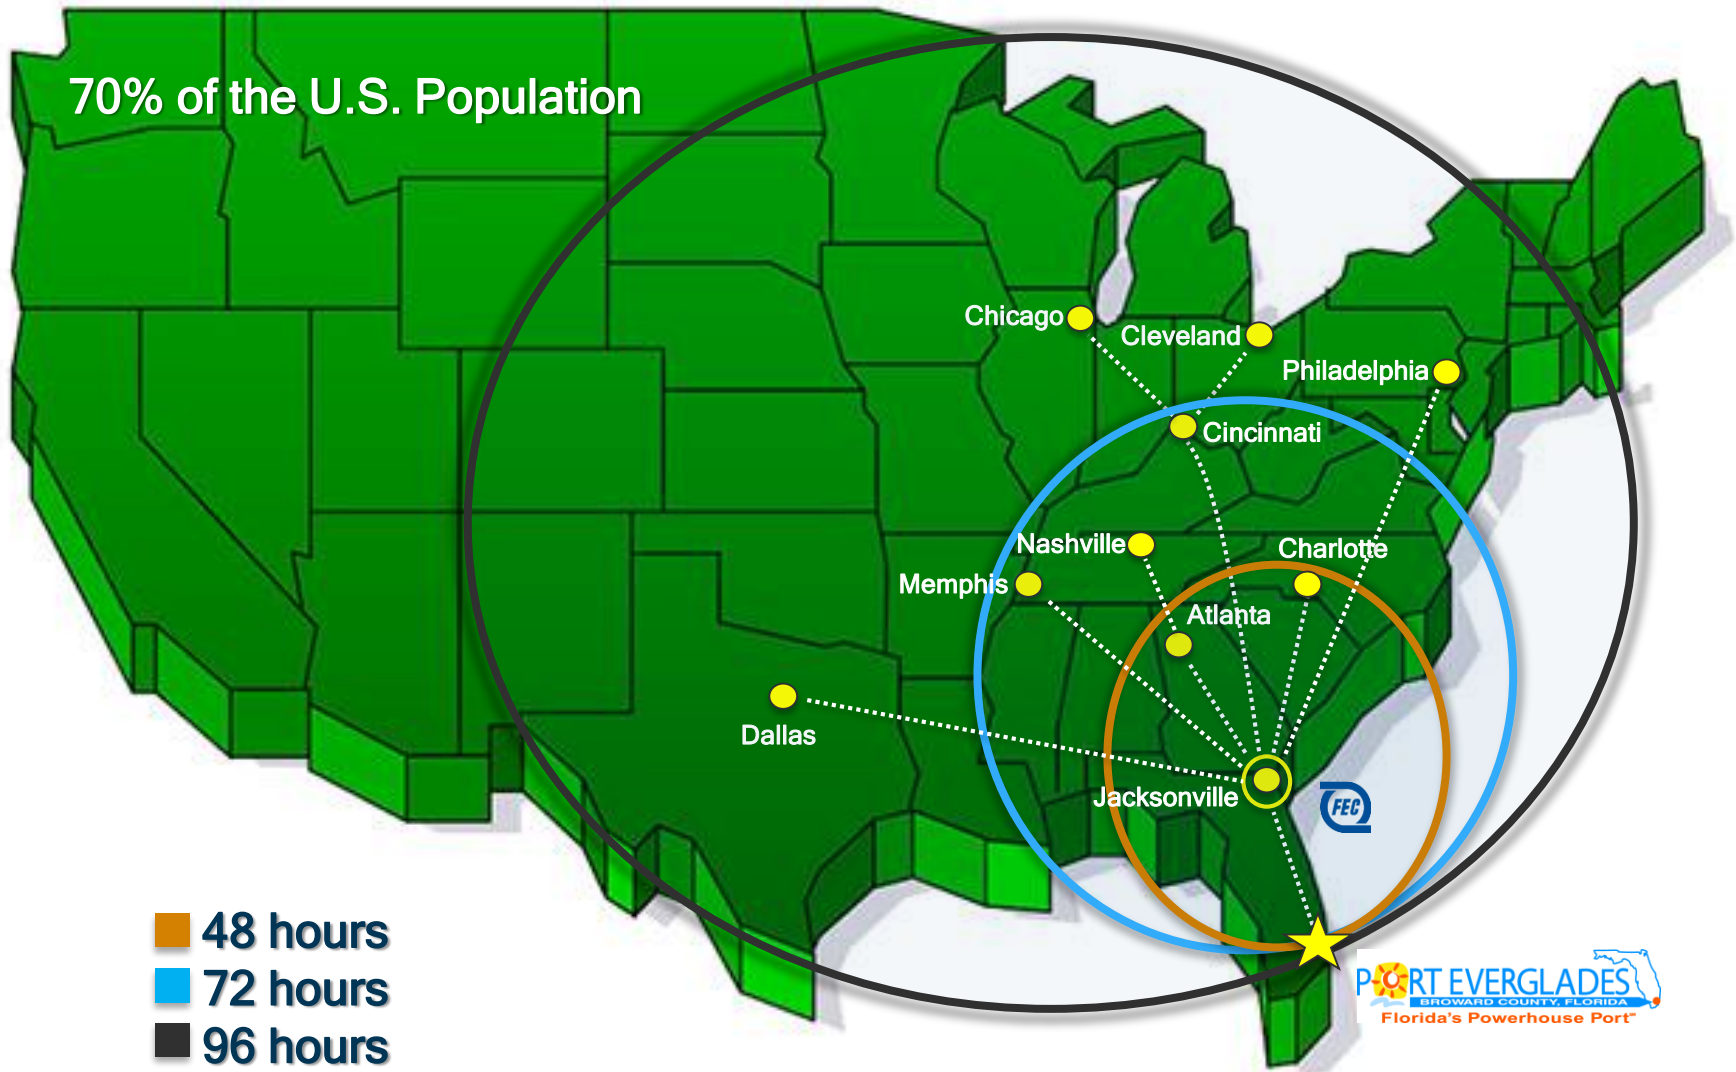 70% of the U.S. Population
Chicago
Cleveland
Philadelphia
Cincinnati
Nashville
Charlotte
Memphis
Atlanta
Dallas
Jacksonville
FEC
48 hours
72 hours
96 hours
PORT EVERGLADES
BROWARD COUNTY, FLORIDA
Florida's Powerhouse Port™